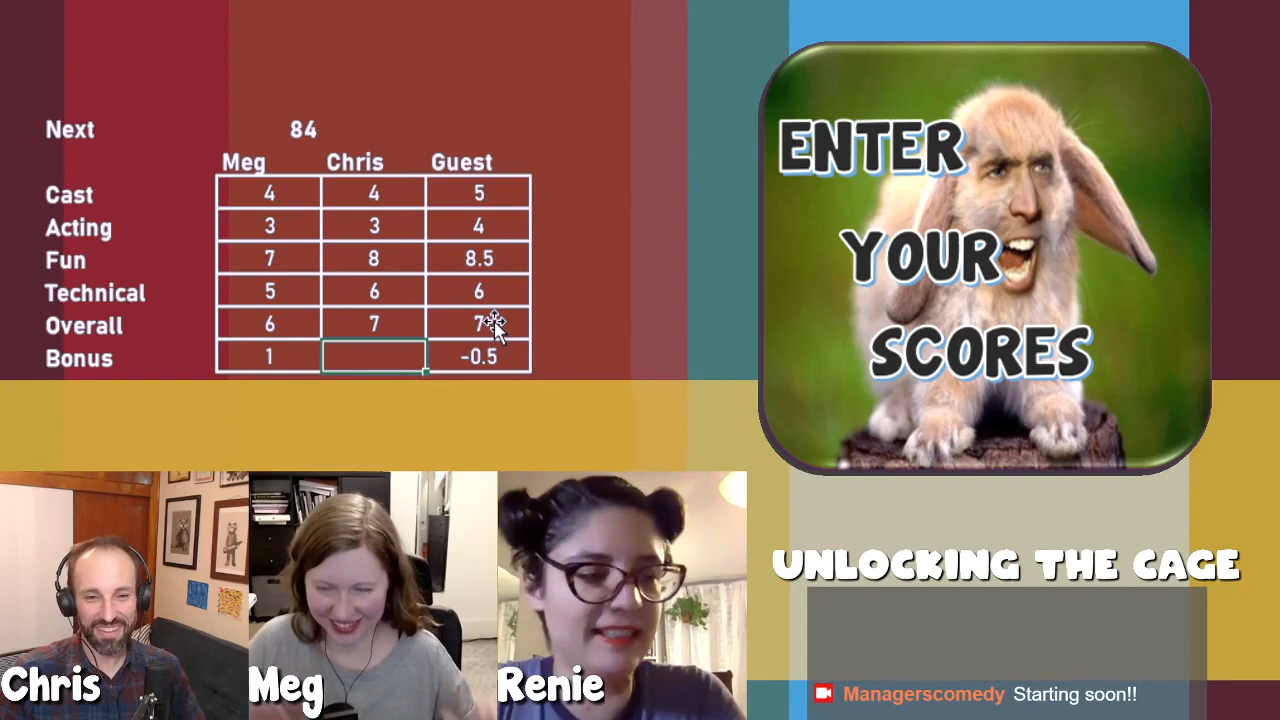 Next 84
Meg Chris Guest
Cast 4 4 5
Acting 3 3 4
Fun 7 8 8.5
Technical 5 6 6
Overall 6 7 7
Bonus 1 -0.5
ENTER
YOUR
SCORES
UNLOCKING THE CAGE
Chris
Meg
Renie
Managerscomedy Starting soon!!